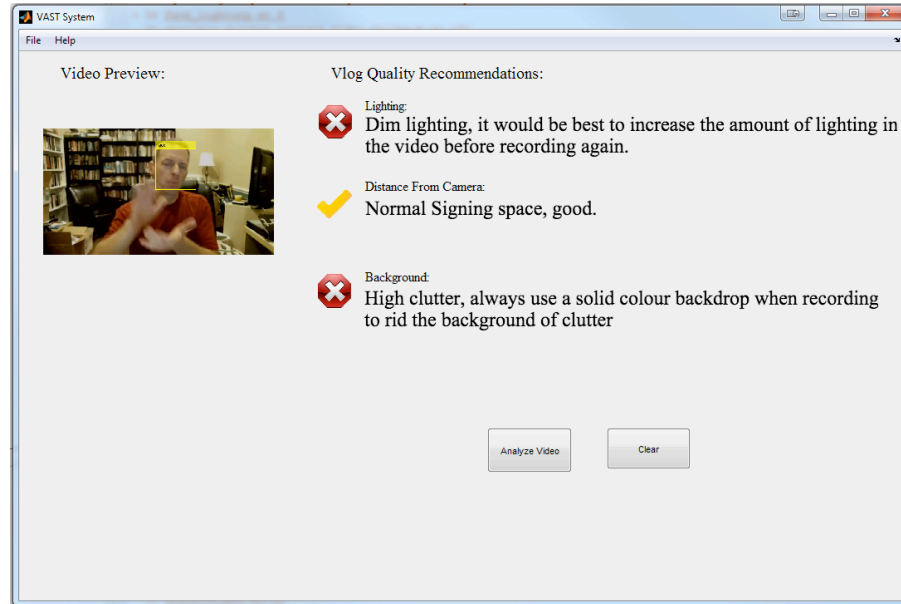 VAST System
File Help
Video Preview:
Vlog Quality Recommendations:
Lighting:
Dim lighting, it would be best to increase the amount of lighting in
the video before recording again.
Distance From Camera:
Normal Signing space, good.
Background:
High clutter, always use a solid colour backdrop when recording
to rid the background of clutter
Analyze Video
Clear